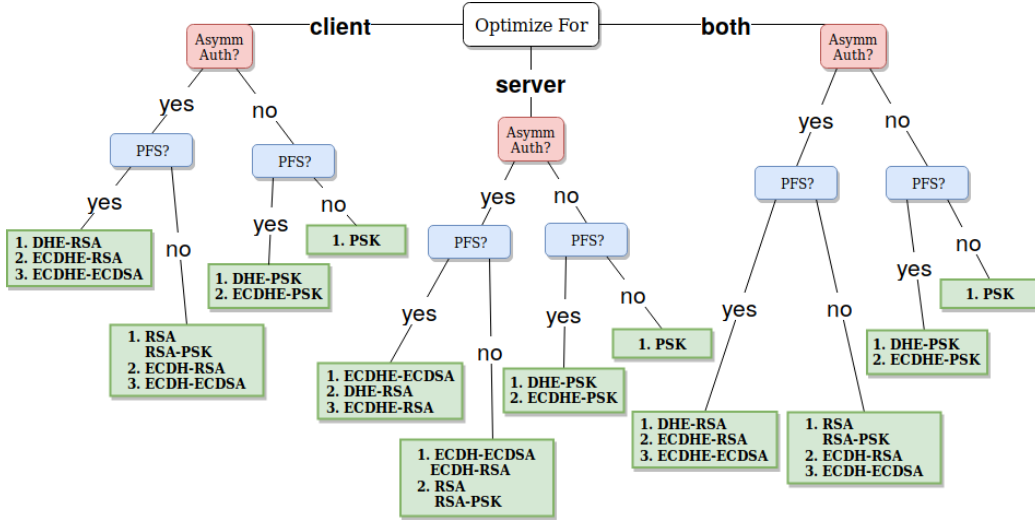 Optimize For
client
server
both
Asymm
Auth?
yes
no
PFS?
PFS?
yes
no
yes
no
1. DHE-RSA
2. ECDHE-RSA
3. ECDHE-ECDSA
1. RSA
RSA-PSK
2. ECDH-RSA
3. ECDH-ECDSA
1. DHE-PSK
2. ECDHE-PSK
1. PSK
Asymm
Auth?
yes
no
PFS?
PFS?
yes
no
yes
no
1. ECDHE-ECDSA
2. DHE-RSA
3. ECDHE-RSA
1. ECDH-ECDSA
ECDH-RSA
2. RSA
RSA-PSK
1. DHE-PSK
2. ECDHE-PSK
1. PSK
Asymm
Auth?
yes
no
PFS?
PFS?
yes
no
yes
no
1. DHE-RSA
2. ECDHE-RSA
3. ECDHE-ECDSA
1. RSA
RSA-PSK
2. ECDH-RSA
3. ECDH-ECDSA
1. DHE-PSK
2. ECDHE-PSK
1. PSK